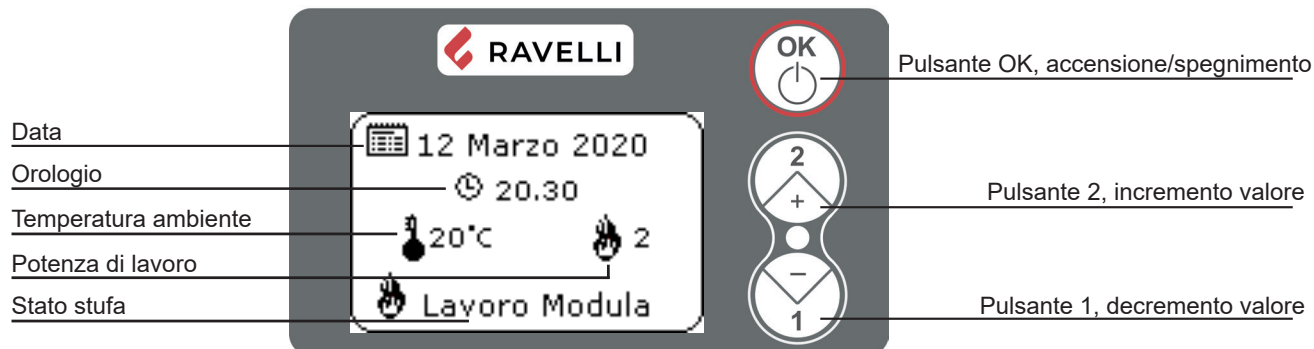 RAVELLI
OK
Pulsante OK, accensione/spegnimento
Data
12 Marzo 2020
Orologio
20.30
2
+
Pulsante 2, incremento valore
Temperatura ambiente
20°C
2
Potenza di lavoro
Stato stufa
Lavoro Modula
−
1
Pulsante 1, decremento valore